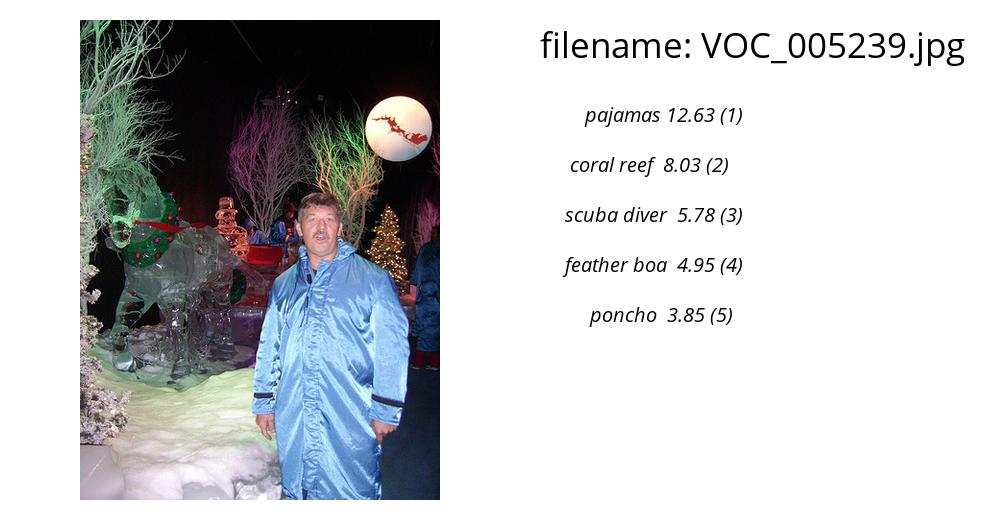 filename: VOC_005239.jpg
pajamas 12.63 (1)
coral reef 8.03 (2)
scuba diver 5.78 (3)
feather boa 4.95 (4)
poncho 3.85 (5)